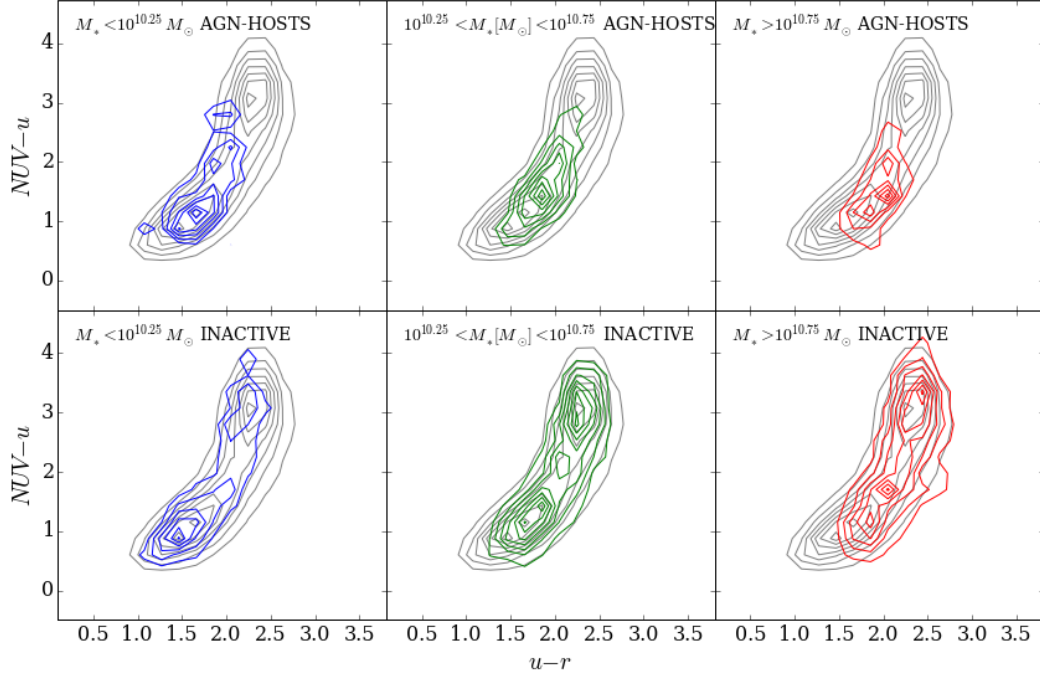 M* < 10^10.25 M⊙ AGN-HOSTS
10^10.25 < M*[M⊙] < 10^10.75 AGN-HOSTS
M* > 10^10.75 M⊙ AGN-HOSTS
4
3
2
1
0
NUV−u
M* < 10^10.25 M⊙ INACTIVE
10^10.25 < M*[M⊙] < 10^10.75 INACTIVE
M* > 10^10.75 M⊙ INACTIVE
4
3
2
1
0
NUV−u
0.5 1.0 1.5 2.0 2.5 3.0 3.5
0.5 1.0 1.5 2.0 2.5 3.0 3.5
0.5 1.0 1.5 2.0 2.5 3.0 3.5
u−r